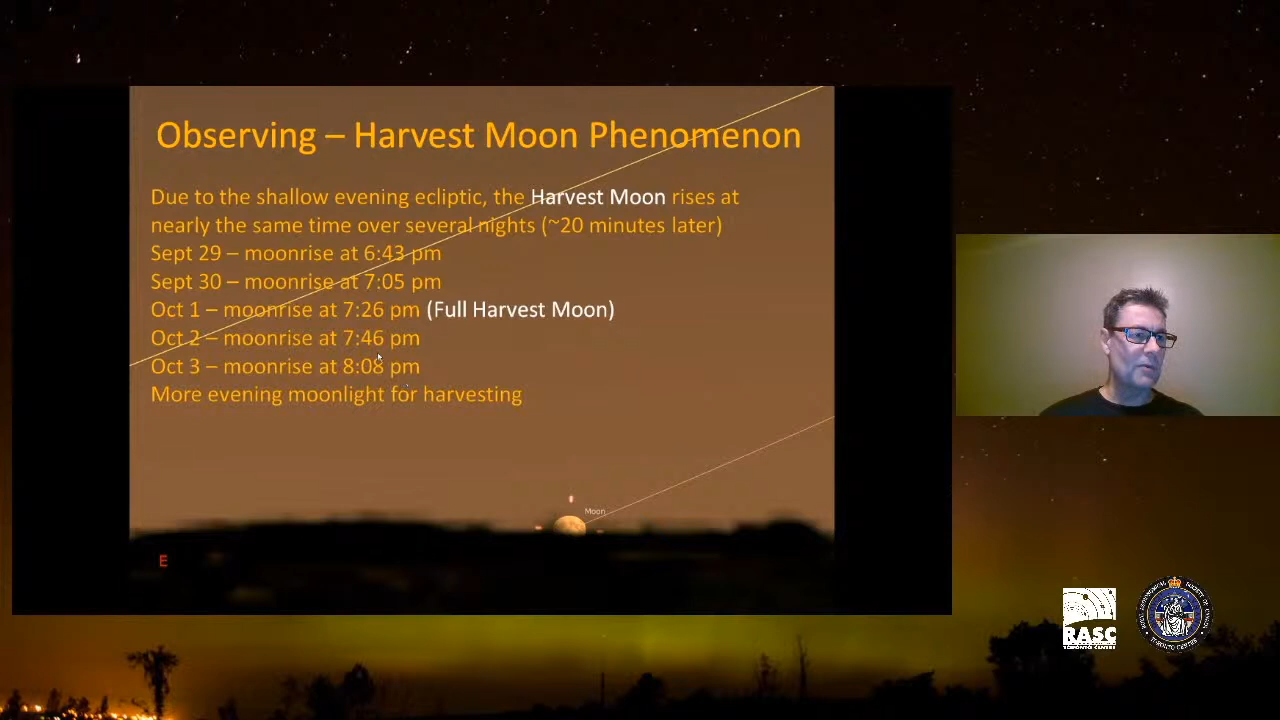 Observing – Harvest Moon Phenomenon
Due to the shallow evening ecliptic, the Harvest Moon rises at
nearly the same time over several nights (~20 minutes later)
Sept 29 – moonrise at 6:43 pm
Sept 30 – moonrise at 7:05 pm
Oct 1 – moonrise at 7:26 pm (Full Harvest Moon)
Oct 2 – moonrise at 7:46 pm
Oct 3 – moonrise at 8:08 pm
More evening moonlight for harvesting
Moon
E
RASC
TORONTO CENTRE